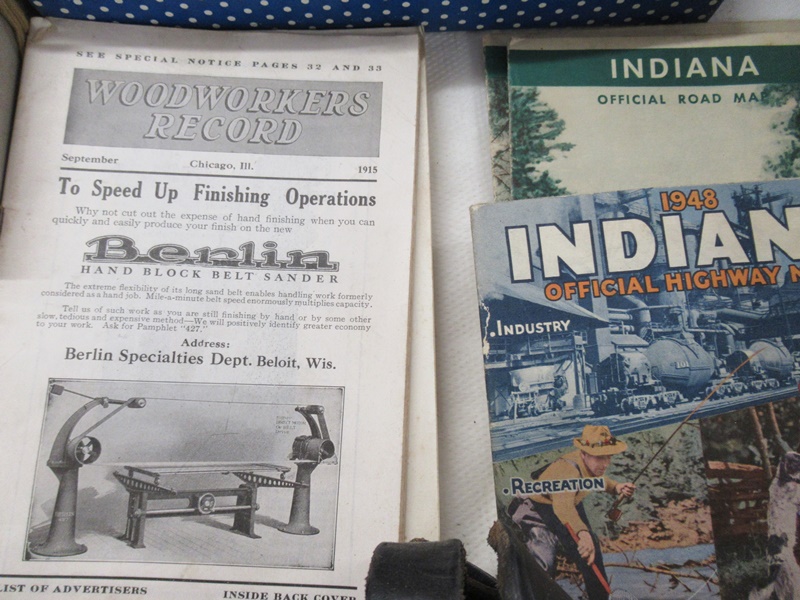 SEE SPECIAL NOTICE PAGES 32 AND 33
WOODWORKERS
RECORD
September Chicago, Ill. 1915
To Speed Up Finishing Operations
Why not cut out the expense of hand finishing when you can
quickly and easily produce your finish on the new
Berlin
HAND BLOCK BELT SANDER
The extreme flexibility of its long sand belt enables handling work formerly
considered as a hand job. Mile-a-minute belt speed enormously multiplies capacity.
Tell us of such work as you are still finishing by hand or by some other
slow, tedious and expensive method—We will positively identify greater economy
to your work. Ask for Pamphlet "427."
Address:
Berlin Specialties Dept. Beloit, Wis.
LIST OF ADVERTISERS INSIDE BACK COVER
INDIANA
OFFICIAL ROAD MAP
1948
INDIAN
OFFICIAL HIGHWAY
.INDUSTRY
.RECREATION